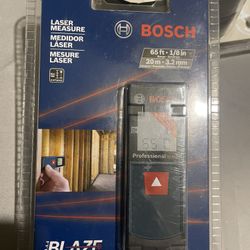 LASER
MEASURE
MEDIDOR
LÁSER
MESURE
LASER
BOSCH
65 ft • 1/8 in
20 m • 3.2 mm
BOSCH
Professional
BLAZE